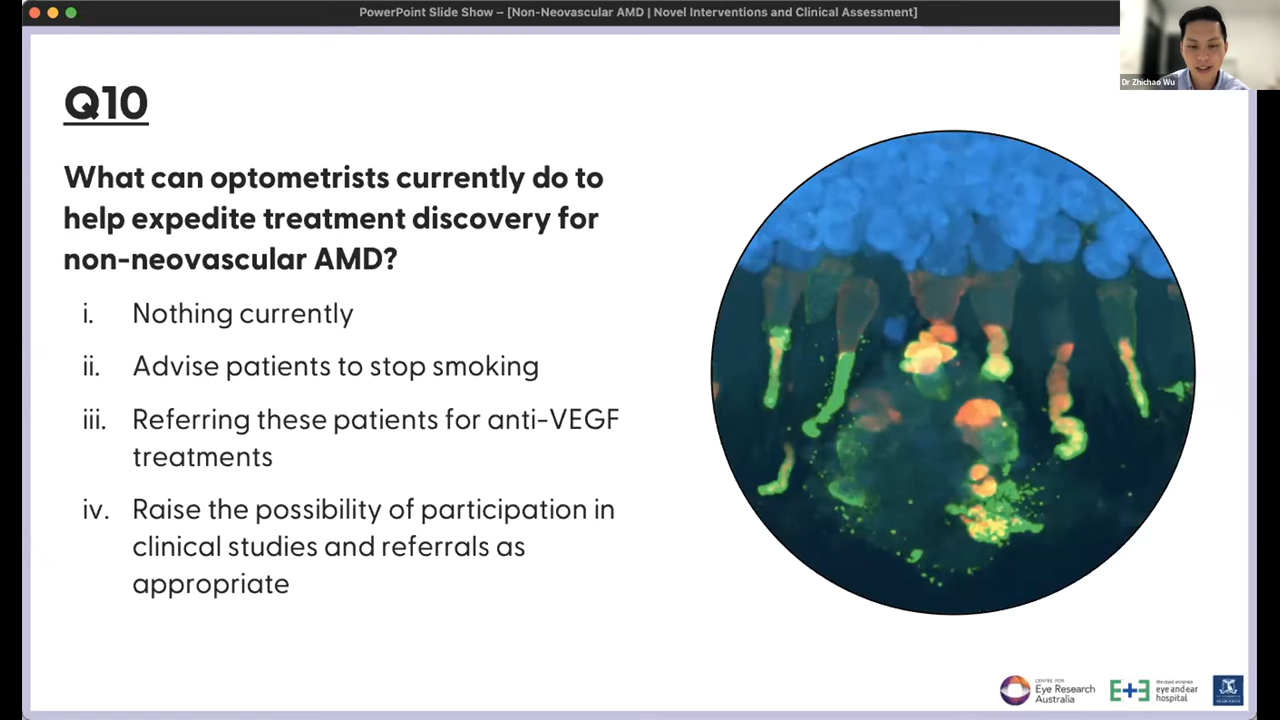 PowerPoint Slide Show – [Non-Neovascular AMD | Novel Interventions and Clinical Assessment]
Dr Zhichao Wu
Q10
What can optometrists currently do to
help expedite treatment discovery for
non-neovascular AMD?
i. Nothing currently
ii. Advise patients to stop smoking
iii. Referring these patients for anti-VEGF
treatments
iv. Raise the possibility of participation in
clinical studies and referrals as
appropriate
CENTRE FOR
Eye Research
Australia
eye and ear
hospital